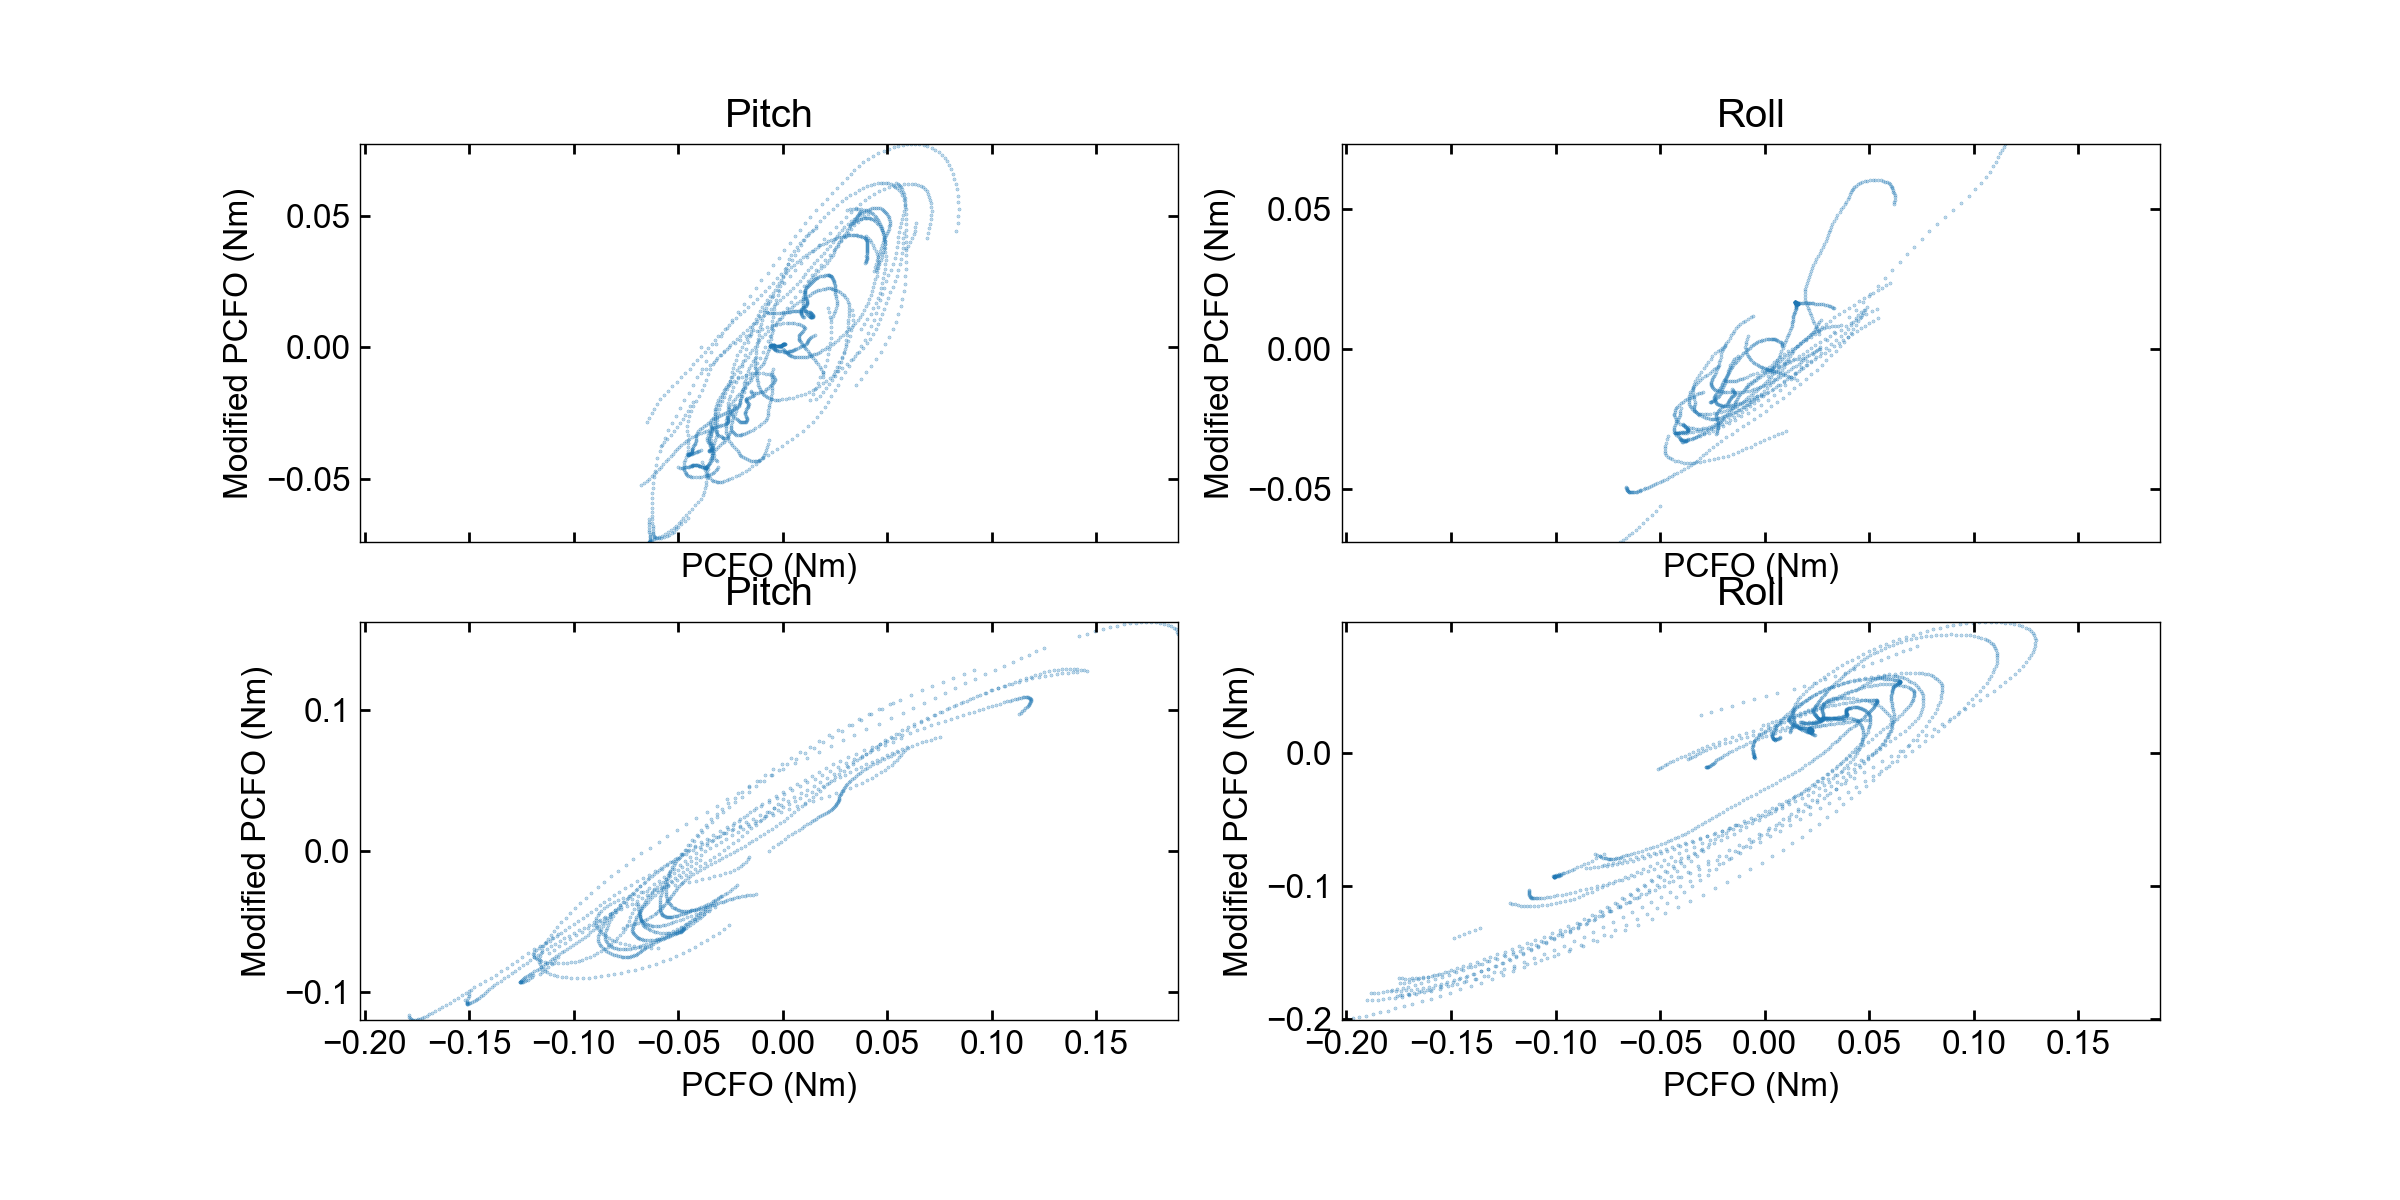 Pitch
Roll
Modified PCFO (Nm)
0.05
0.00
−0.05
PCFO (Nm)
Modified PCFO (Nm)
0.05
0.00
−0.05
PCFO (Nm)
Pitch
Roll
Modified PCFO (Nm)
0.1
0.0
−0.1
−0.20 −0.15 −0.10 −0.05 0.00 0.05 0.10 0.15
PCFO (Nm)
Modified PCFO (Nm)
0.0
−0.1
−0.2
−0.20 −0.15 −0.10 −0.05 0.00 0.05 0.10 0.15
PCFO (Nm)